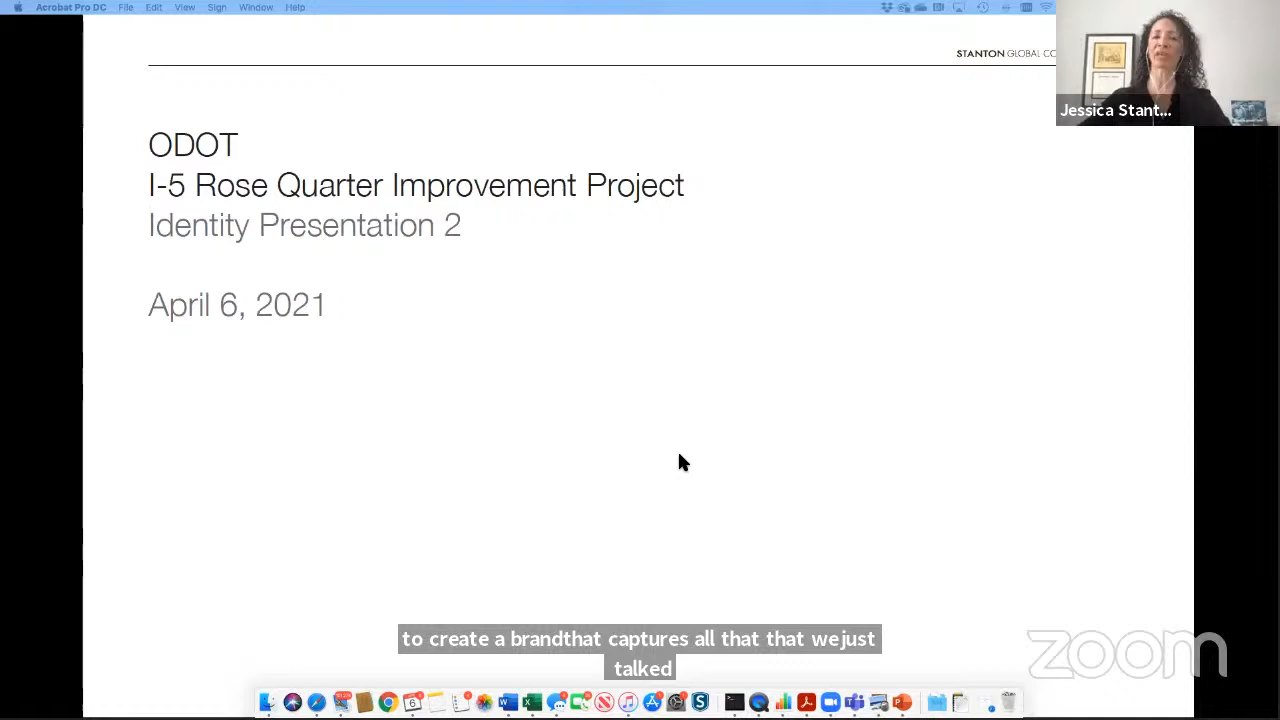 Acrobat Pro DC File Edit View Sign Window Help
STANTON GLOBAL CO
Jessica Stant...
ODOT
I-5 Rose Quarter Improvement Project
Identity Presentation 2
April 6, 2021
to create a brandthat captures all that that wejust
talked
zoom